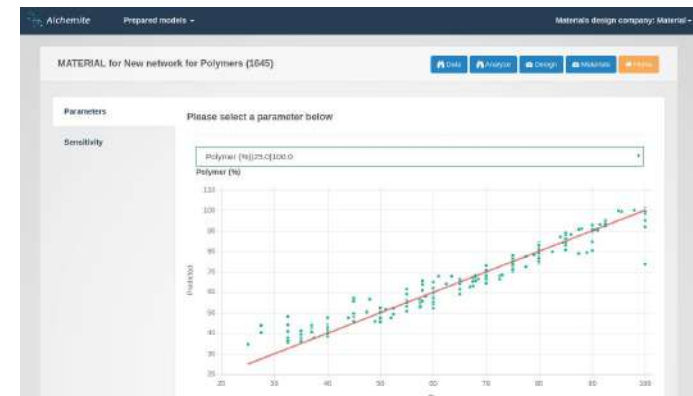 Alchemite
Prepared models
Materials design company: Material
MATERIAL for New network for Polymers (1645)
Data
Analyze
Design
Materials
Home
Parameters
Sensitivity
Please select a parameter below
Polymer (%)|25.0|100.0
Polymer (%)
110
100
90
80
70
60
50
40
30
20
Predicted
20
30
40
50
60
70
80
90
100